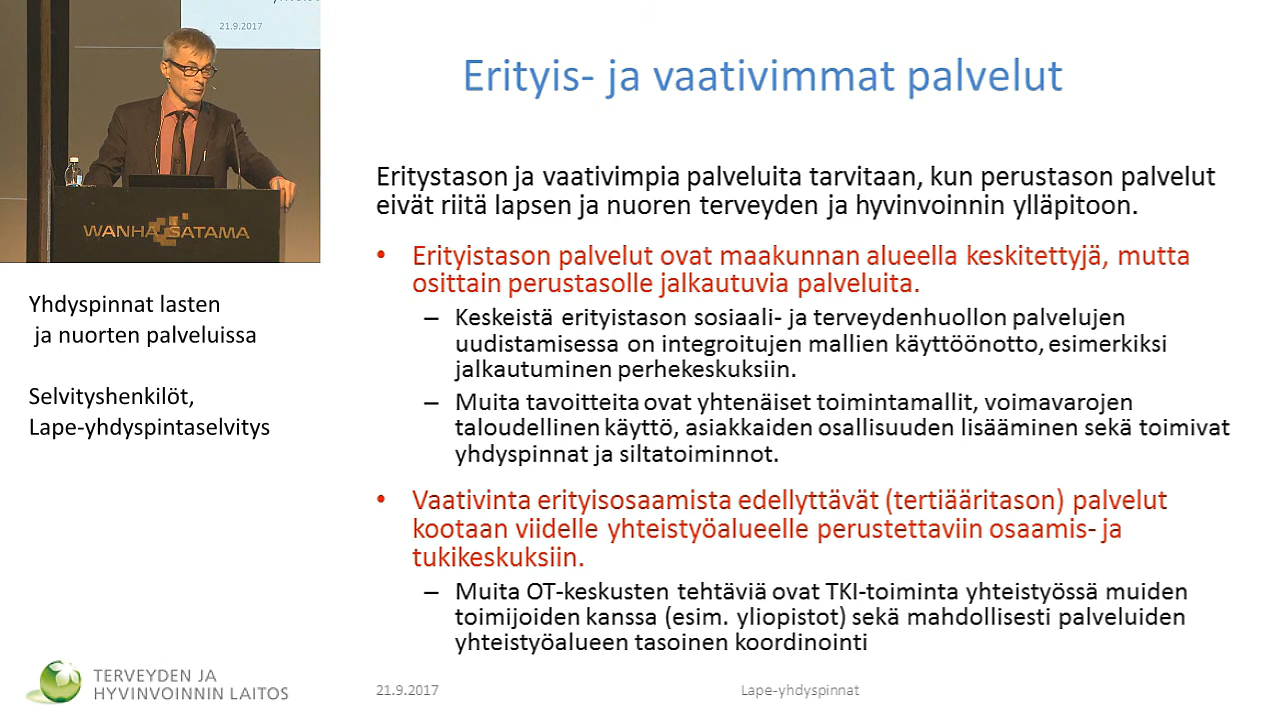 21.9.2017
WANHA SATAMA
Yhdyspinnat lasten
ja nuorten palveluissa
Selvityshenkilöt,
Lape-yhdyspintaselvitys
TERVEYDEN JA
HYVINVOINNIN LAITOS
Erityis- ja vaativimmat palvelut
Eritystason ja vaativimpia palveluita tarvitaan, kun perustason palvelut
eivät riitä lapsen ja nuoren terveyden ja hyvinvoinnin ylläpitoon.
• Erityistason palvelut ovat maakunnan alueella keskitettyjä, mutta
osittain perustasolle jalkautuvia palveluita.
– Keskeistä erityistason sosiaali- ja terveydenhuollon palvelujen
uudistamisessa on integroitujen mallien käyttöönotto, esimerkiksi
jalkautuminen perhekeskuksiin.
– Muita tavoitteita ovat yhtenäiset toimintamallit, voimavarojen
taloudellinen käyttö, asiakkaiden osallisuuden lisääminen sekä toimivat
yhdyspinnat ja siltatoiminnot.
• Vaativinta erityisosaamista edellyttävät (tertiääritason) palvelut
kootaan viidelle yhteistyöalueelle perustettaviin osaamis- ja
tukikeskuksiin.
– Muita OT-keskusten tehtäviä ovat TKI-toiminta yhteistyössä muiden
toimijoiden kanssa (esim. yliopistot) sekä mahdollisesti palveluiden
yhteistyöalueen tasoinen koordinointi
21.9.2017
Lape-yhdyspinnat